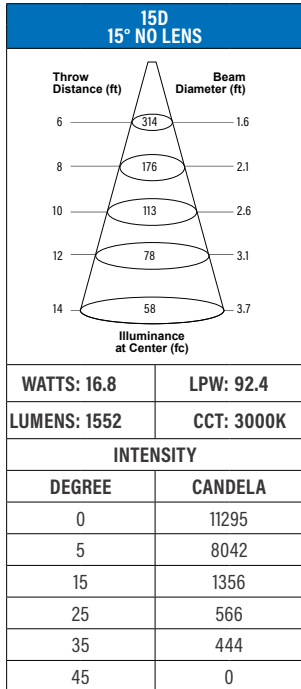 15D
15° NO LENS
Throw Beam
Distance (ft) Diameter (ft)
6 314 1.6
8 176 2.1
10 113 2.6
12 78 3.1
14 58 3.7
Illuminance
at Center (fc)
WATTS: 16.8 LPW: 92.4
LUMENS: 1552 CCT: 3000K
INTENSITY
DEGREE CANDELA
0 11295
5 8042
15 1356
25 566
35 444
45 0